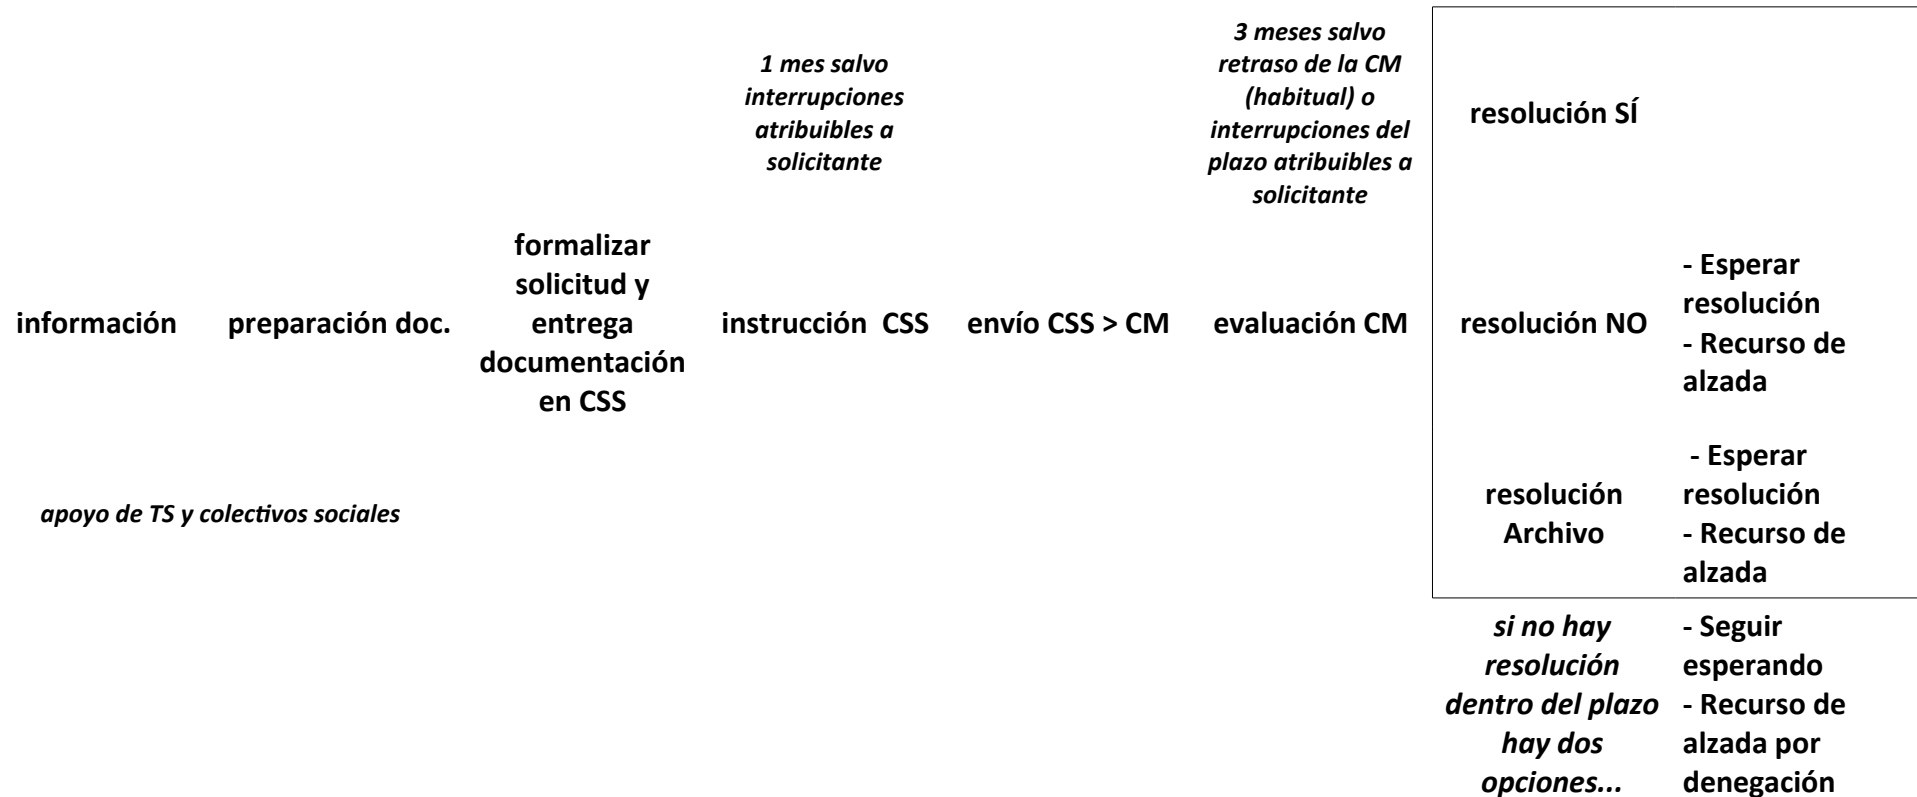 1 mes salvo
interrupciones
atribuibles a
solicitante
3 meses salvo
retraso de la CM
(habitual) o
interrupciones del
plazo atribuibles a
solicitante
resolución SÍ
información
preparación doc.
formalizar
solicitud y
entrega
documentación
en CSS
instrucción CSS
envío CSS > CM
evaluación CM
resolución NO
- Esperar
resolución
- Recurso de
alzada
apoyo de TS y colectivos sociales
resolución
Archivo
- Esperar
resolución
- Recurso de
alzada
si no hay
resolución
dentro del plazo
hay dos
opciones...
- Seguir
esperando
- Recurso de
alzada por
denegación